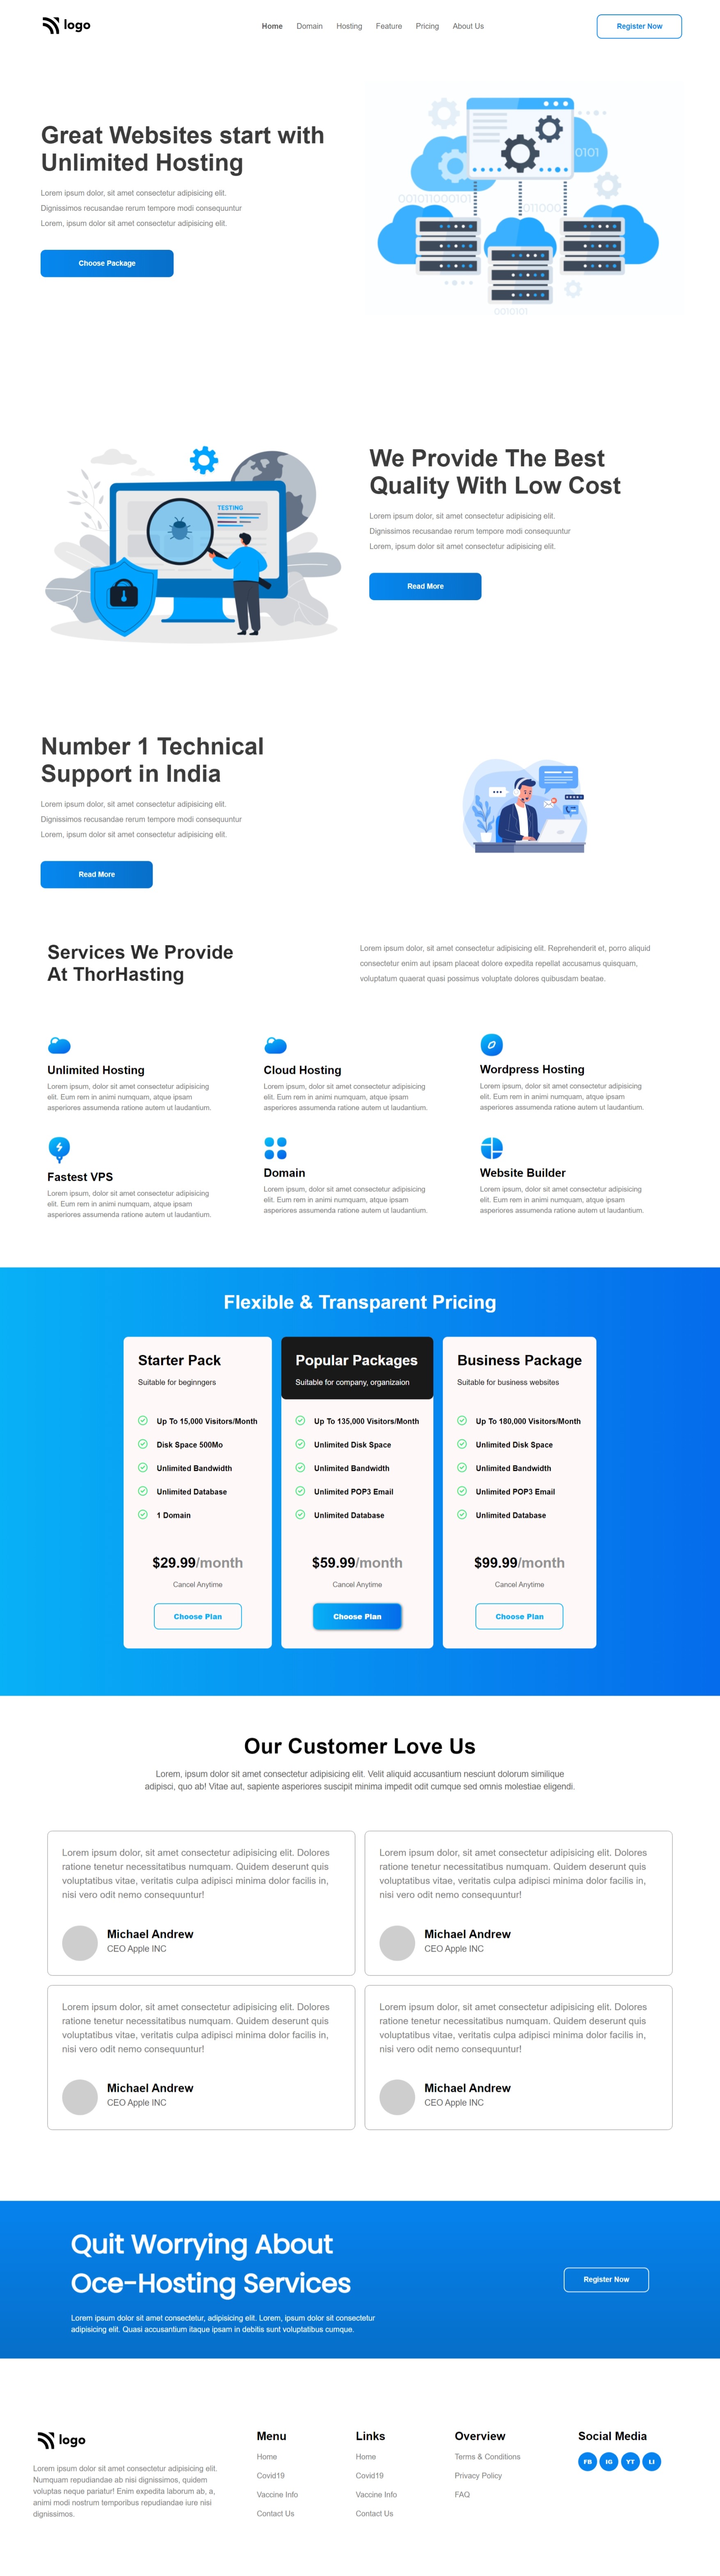 logo
Home Domain Hosting Feature Pricing About Us
Register Now
Great Websites start with
Unlimited Hosting
Lorem ipsum dolor, sit amet consectetur adipisicing elit.
Dignissimos recusandae rerum tempore modi consequuntur
Lorem, ipsum dolor sit amet consectetur adipisicing elit.
Choose Package
0101
001011000101
011000
0010101
TESTING
We Provide The Best
Quality With Low Cost
Lorem ipsum dolor, sit amet consectetur adipisicing elit.
Dignissimos recusandae rerum tempore modi consequuntur
Lorem, ipsum dolor sit amet consectetur adipisicing elit.
Read More
Number 1 Technical
Support in India
Lorem ipsum dolor, sit amet consectetur adipisicing elit.
Dignissimos recusandae rerum tempore modi consequuntur
Lorem, ipsum dolor sit amet consectetur adipisicing elit.
Read More
Services We Provide
At ThorHasting
Lorem ipsum dolor, sit amet consectetur adipisicing elit. Reprehenderit et, porro aliquid
consectetur enim aut ipsam placeat dolore expedita repellat accusamus quisquam,
voluptatum quaerat quasi possimus voluptate dolores quibusdam beatae.
Unlimited Hosting
Lorem ipsum, dolor sit amet consectetur adipisicing
elit. Eum rem in animi numquam, atque ipsam
asperiores assumenda ratione autem ut laudantium.
Cloud Hosting
Lorem ipsum, dolor sit amet consectetur adipisicing
elit. Eum rem in animi numquam, atque ipsam
asperiores assumenda ratione autem ut laudantium.
Wordpress Hosting
Lorem ipsum, dolor sit amet consectetur adipisicing
elit. Eum rem in animi numquam, atque ipsam
asperiores assumenda ratione autem ut laudantium.
Fastest VPS
Lorem ipsum, dolor sit amet consectetur adipisicing
elit. Eum rem in animi numquam, atque ipsam
asperiores assumenda ratione autem ut laudantium.
Domain
Lorem ipsum, dolor sit amet consectetur adipisicing
elit. Eum rem in animi numquam, atque ipsam
asperiores assumenda ratione autem ut laudantium.
Website Builder
Lorem ipsum, dolor sit amet consectetur adipisicing
elit. Eum rem in animi numquam, atque ipsam
asperiores assumenda ratione autem ut laudantium.
Flexible & Transparent Pricing
Starter Pack
Suitable for beginngers
Up To 15,000 Visitors/Month
Disk Space 500Mo
Unlimited Bandwidth
Unlimited Database
1 Domain
$29.99/month
Cancel Anytime
Choose Plan
Popular Packages
Suitable for company, organizaion
Up To 135,000 Visitors/Month
Unlimited Disk Space
Unlimited Bandwidth
Unlimited POP3 Email
Unlimited Database
$59.99/month
Cancel Anytime
Choose Plan
Business Package
Suitable for business websites
Up To 180,000 Visitors/Month
Unlimited Disk Space
Unlimited Bandwidth
Unlimited POP3 Email
Unlimited Database
$99.99/month
Cancel Anytime
Choose Plan
Our Customer Love Us
Lorem, ipsum dolor sit amet consectetur adipisicing elit. Velit aliquid accusantium nesciunt dolorum similique
adipisci, quo ab! Vitae aut, sapiente asperiores suscipit minima impedit odit cumque sed omnis molestiae eligendi.
Lorem ipsum dolor, sit amet consectetur adipisicing elit. Dolores
ratione tenetur necessitatibus numquam. Quidem deserunt quis
voluptatibus vitae, veritatis culpa adipisci minima dolor facilis in,
nisi vero odit nemo consequuntur!
Michael Andrew
CEO Apple INC
Lorem ipsum dolor, sit amet consectetur adipisicing elit. Dolores
ratione tenetur necessitatibus numquam. Quidem deserunt quis
voluptatibus vitae, veritatis culpa adipisci minima dolor facilis in,
nisi vero odit nemo consequuntur!
Michael Andrew
CEO Apple INC
Lorem ipsum dolor, sit amet consectetur adipisicing elit. Dolores
ratione tenetur necessitatibus numquam. Quidem deserunt quis
voluptatibus vitae, veritatis culpa adipisci minima dolor facilis in,
nisi vero odit nemo consequuntur!
Michael Andrew
CEO Apple INC
Lorem ipsum dolor, sit amet consectetur adipisicing elit. Dolores
ratione tenetur necessitatibus numquam. Quidem deserunt quis
voluptatibus vitae, veritatis culpa adipisci minima dolor facilis in,
nisi vero odit nemo consequuntur!
Michael Andrew
CEO Apple INC
Quit Worrying About
Oce-Hosting Services
Lorem ipsum dolor sit amet consectetur, adipisicing elit. Lorem, ipsum dolor sit consectetur
adipisicing elit. Quasi accusantium itaque ipsam in debitis sunt voluptatibus cumque.
Register Now
logo
Lorem ipsum dolor sit amet consectetur adipisicing elit.
Numquam repudiandae ab nisi dignissimos, quidem
voluptas neque pariatur! Enim expedita laborum ab, a,
animi modi nostrum temporibus repudiandae iure nisi
dignissimos.
Menu
Home
Covid19
Vaccine Info
Contact Us
Links
Home
Covid19
Vaccine Info
Contact Us
Overview
Terms & Conditions
Privacy Policy
FAQ
Social Media
FB IG YT LI